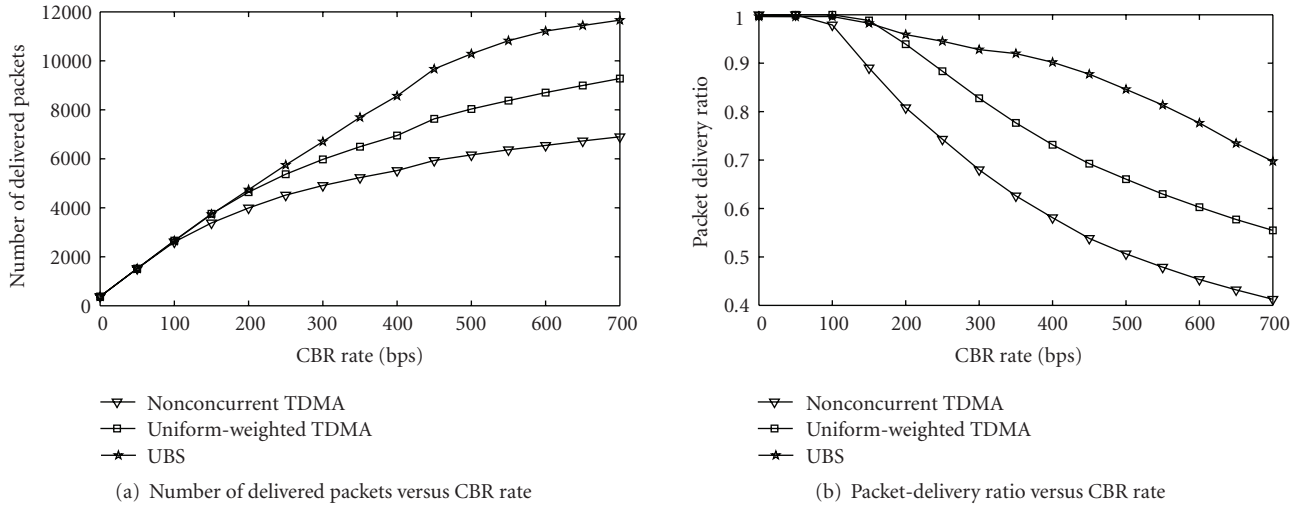 12000
10000
8000
6000
4000
2000
0
Number of delivered packets
0 100 200 300 400 500 600 700
CBR rate (bps)
Nonconcurrent TDMA
Uniform-weighted TDMA
UBS
(a) Number of delivered packets versus CBR rate
1
0.9
0.8
0.7
0.6
0.5
0.4
Packet delivery ratio
0 100 200 300 400 500 600 700
CBR rate (bps)
Nonconcurrent TDMA
Uniform-weighted TDMA
UBS
(b) Packet-delivery ratio versus CBR rate